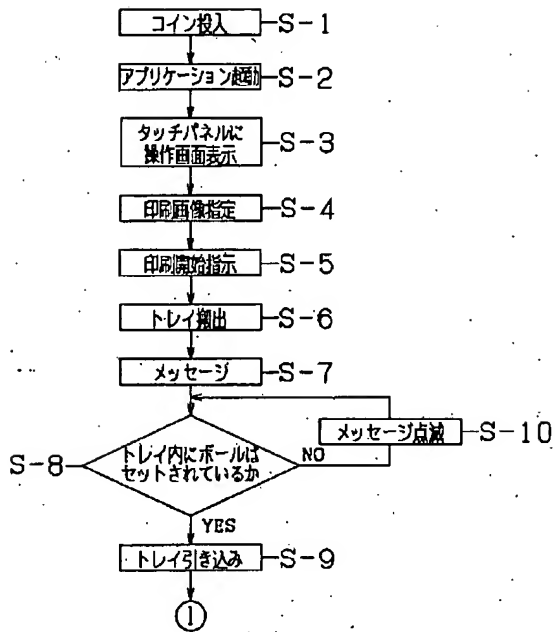 コイン投入 S-1
アプリケーション起動 S-2
タッチパネルに
操作画面表示 S-3
印刷画像指定 S-4
印刷開始指示 S-5
トレイ搬出 S-6
メッセージ S-7
メッセージ点滅 S-10
S-8 トレイ内にボールは
セットされているか NO
YES
トレイ引き込み S-9
1